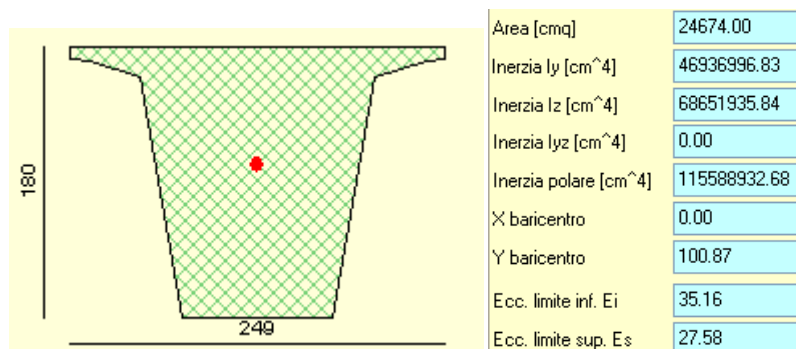 180
249
Area [cmq] 24674.00
Inerzia Iy [cm^4] 46936996.83
Inerzia Iz [cm^4] 68651935.84
Inerzia Iyz [cm^4] 0.00
Inerzia polare [cm^4] 115588932.68
X baricentro 0.00
Y baricentro 100.87
Ecc. limite inf. Ei 35.16
Ecc. limite sup. Es 27.58